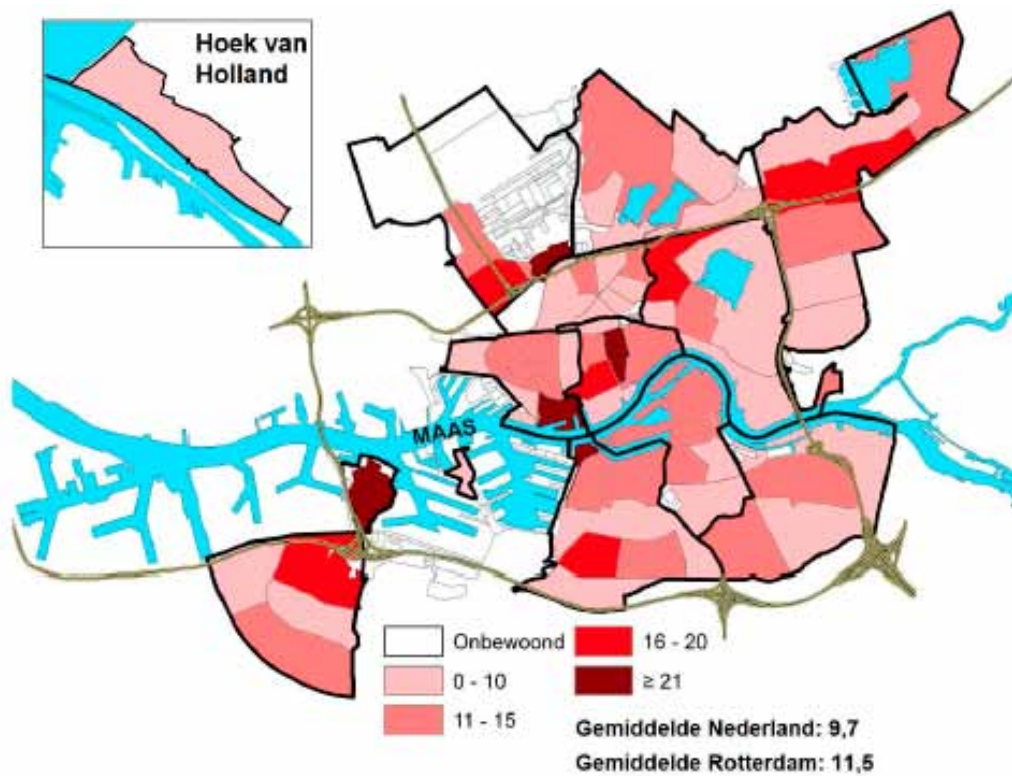 Hoek van
Holland
MAAS
Onbewoond
0 - 10
11 - 15
16 - 20
≥ 21
Gemiddelde Nederland: 9,7
Gemiddelde Rotterdam: 11,5